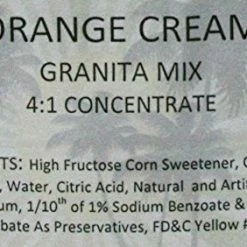 ORANGE CREAM
GRANITA MIX
4:1 CONCENTRATE
TS: High Fructose Corn Sweetener, C
, Water, Citric Acid, Natural and Arti
um, 1/10th of 1% Sodium Benzoate &
bate As Preservatives, FD&C Yellow